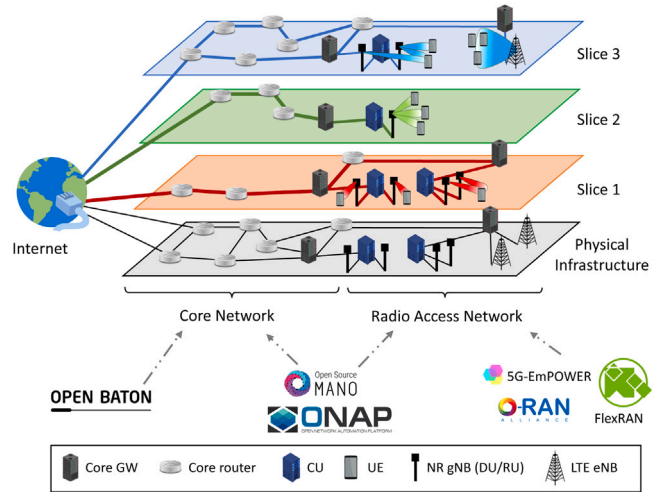 Slice 3
Slice 2
Slice 1
Internet
Physical
Infrastructure
Core Network
Radio Access Network
OPEN BATON
Open Source
MANO
ONAP
OPEN NETWORK AUTOMATION PLATFORM
5G-EmPOWER
O-RAN
ALLIANCE
FlexRAN
Core GW
Core router
CU
UE
NR gNB (DU/RU)
LTE eNB